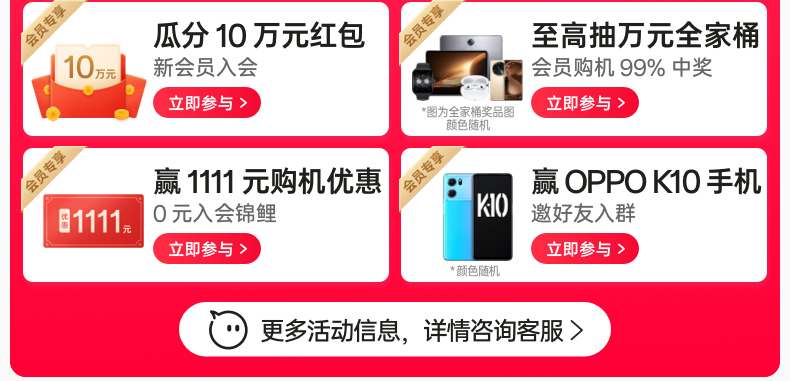 会员专享
10万元
瓜分 10 万元红包
新会员入会
立即参与 >
会员专享
*图为全家桶奖品图
颜色随机
至高抽万元全家桶
会员购机 99% 中奖
立即参与 >
会员专享
优惠 1111元
赢 1111 元购机优惠
0 元入会锦鲤
立即参与 >
会员专享
K10
*颜色随机
赢 OPPO K10 手机
邀好友入群
立即参与 >
更多活动信息，详情咨询客服 >